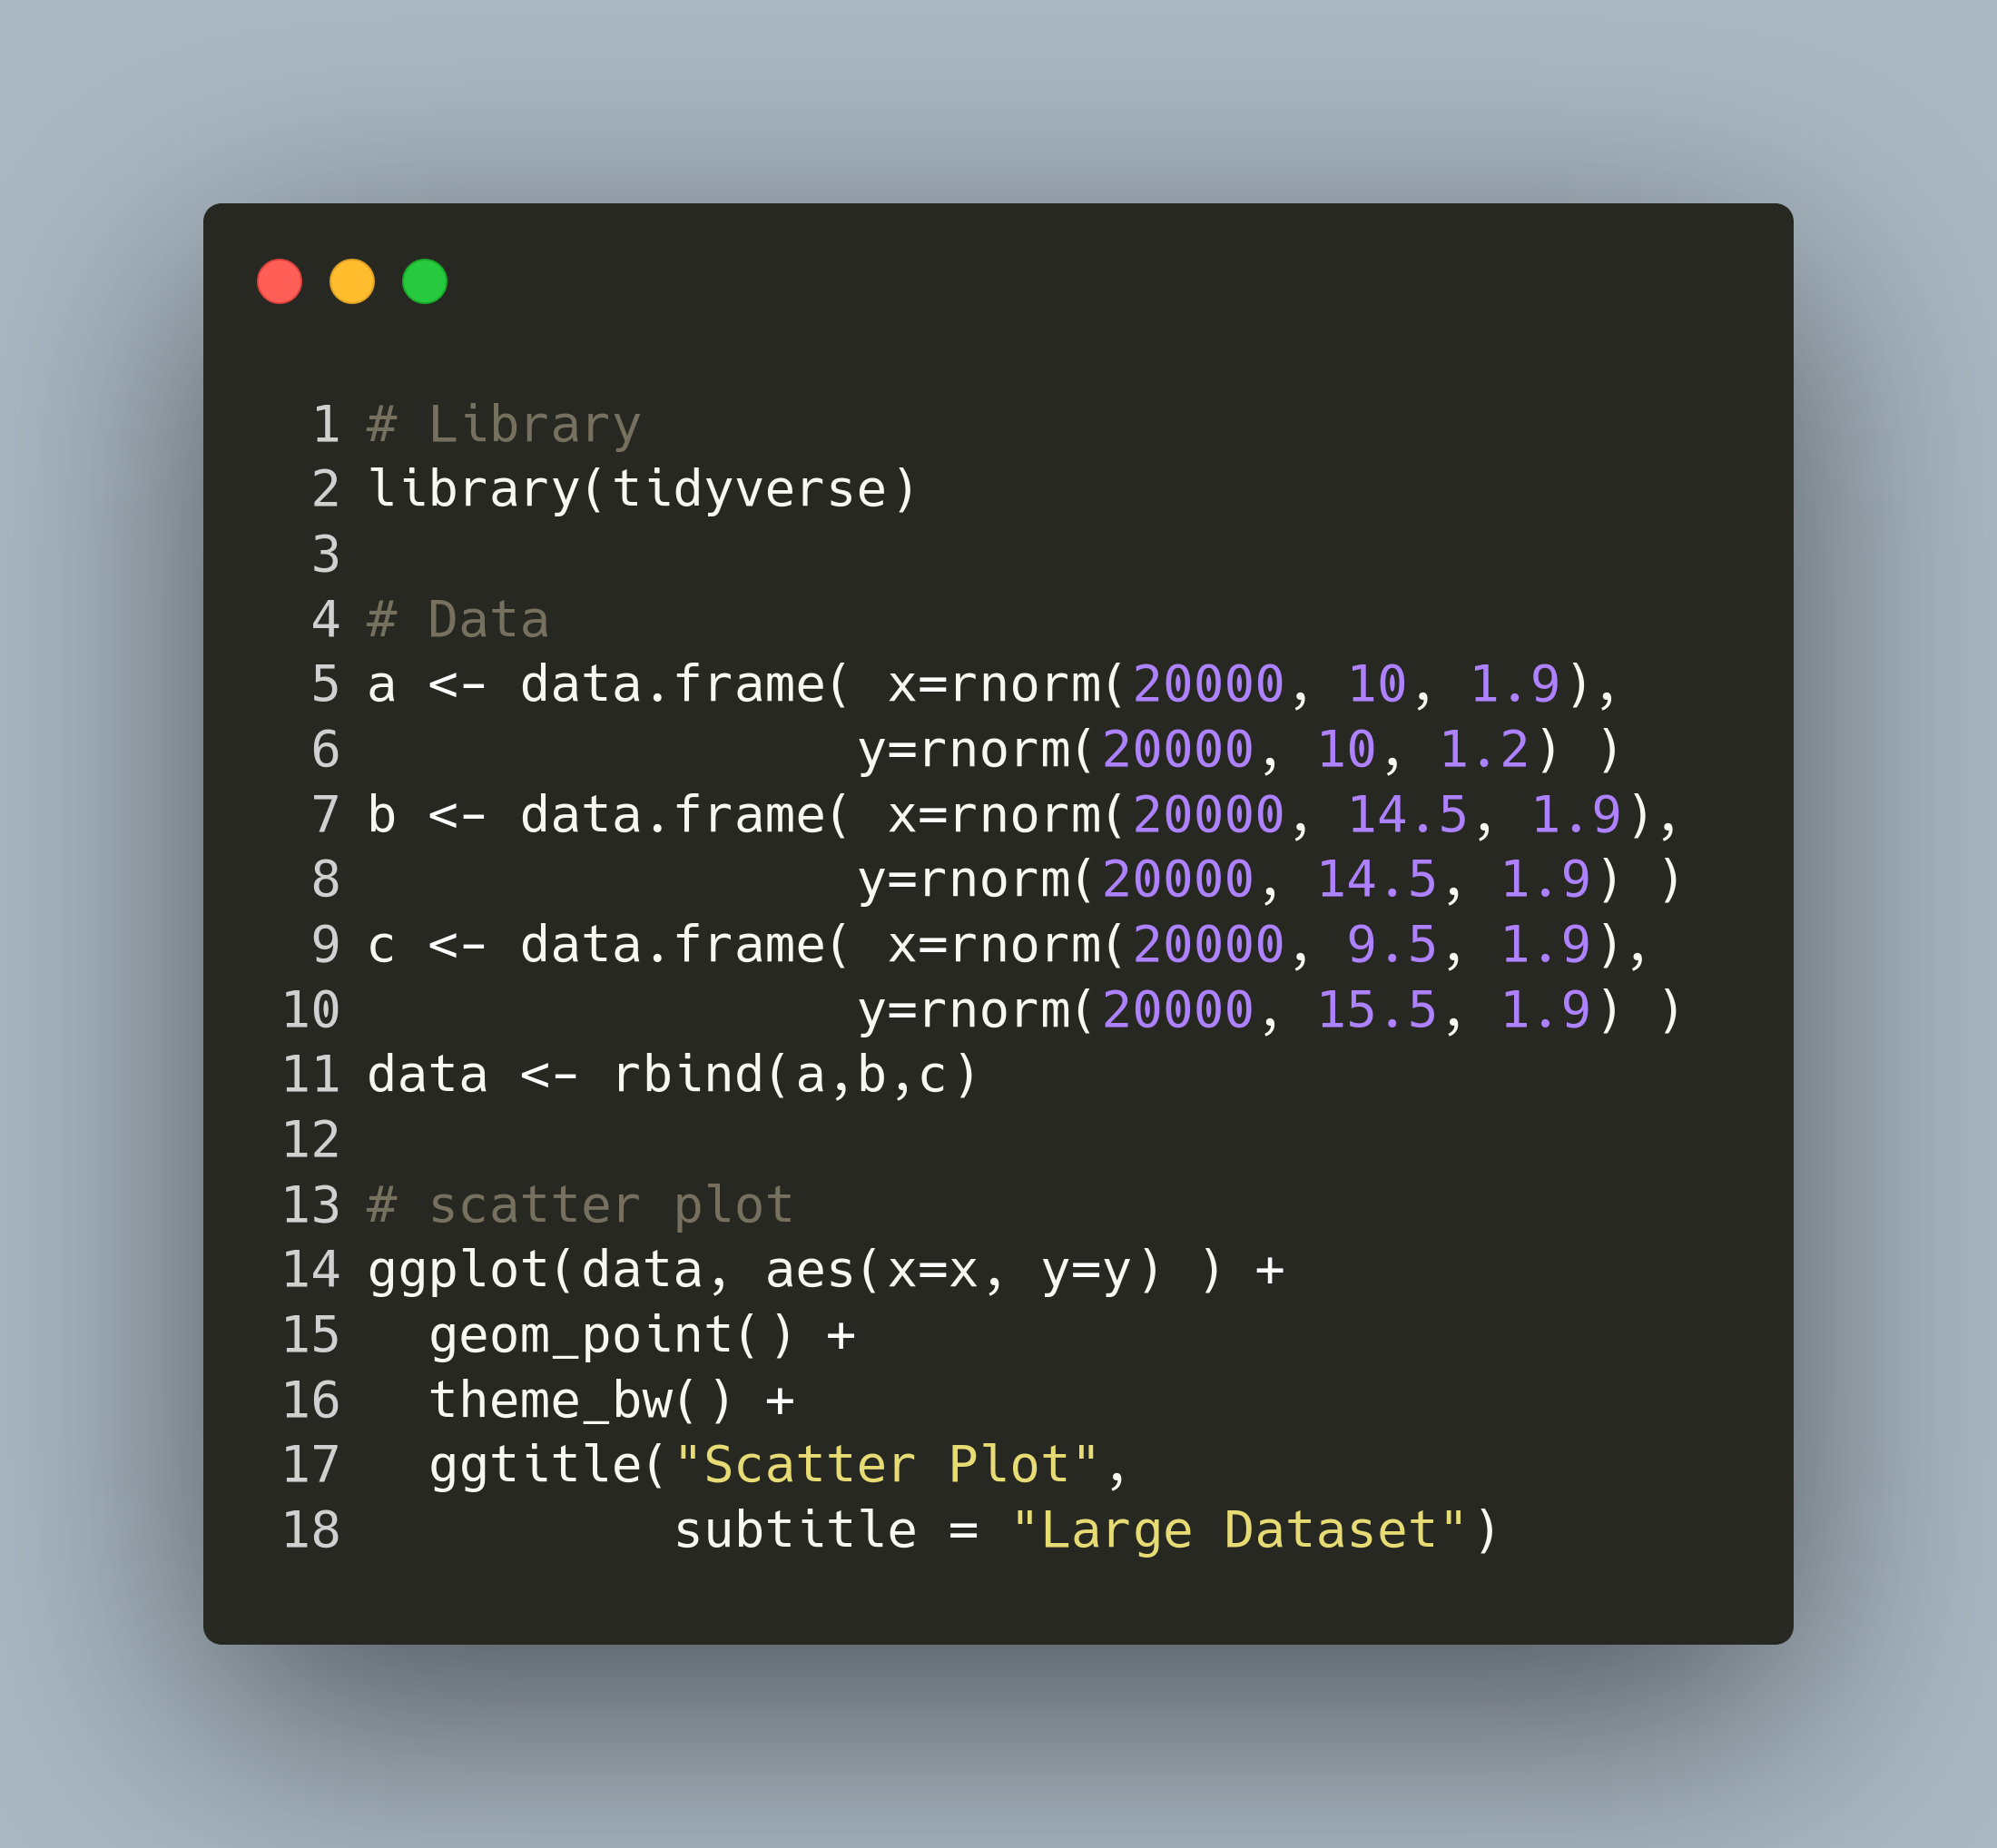 1 # Library
2 library(tidyverse)
3
4 # Data
5 a <- data.frame( x=rnorm(20000, 10, 1.9),
6                 y=rnorm(20000, 10, 1.2) )
7 b <- data.frame( x=rnorm(20000, 14.5, 1.9),
8                 y=rnorm(20000, 14.5, 1.9) )
9 c <- data.frame( x=rnorm(20000, 9.5, 1.9),
10                 y=rnorm(20000, 15.5, 1.9) )
11 data <- rbind(a,b,c)
12
13 # scatter plot
14 ggplot(data, aes(x=x, y=y) ) +
15   geom_point() +
16   theme_bw() +
17   ggtitle("Scatter Plot",
18           subtitle = "Large Dataset")